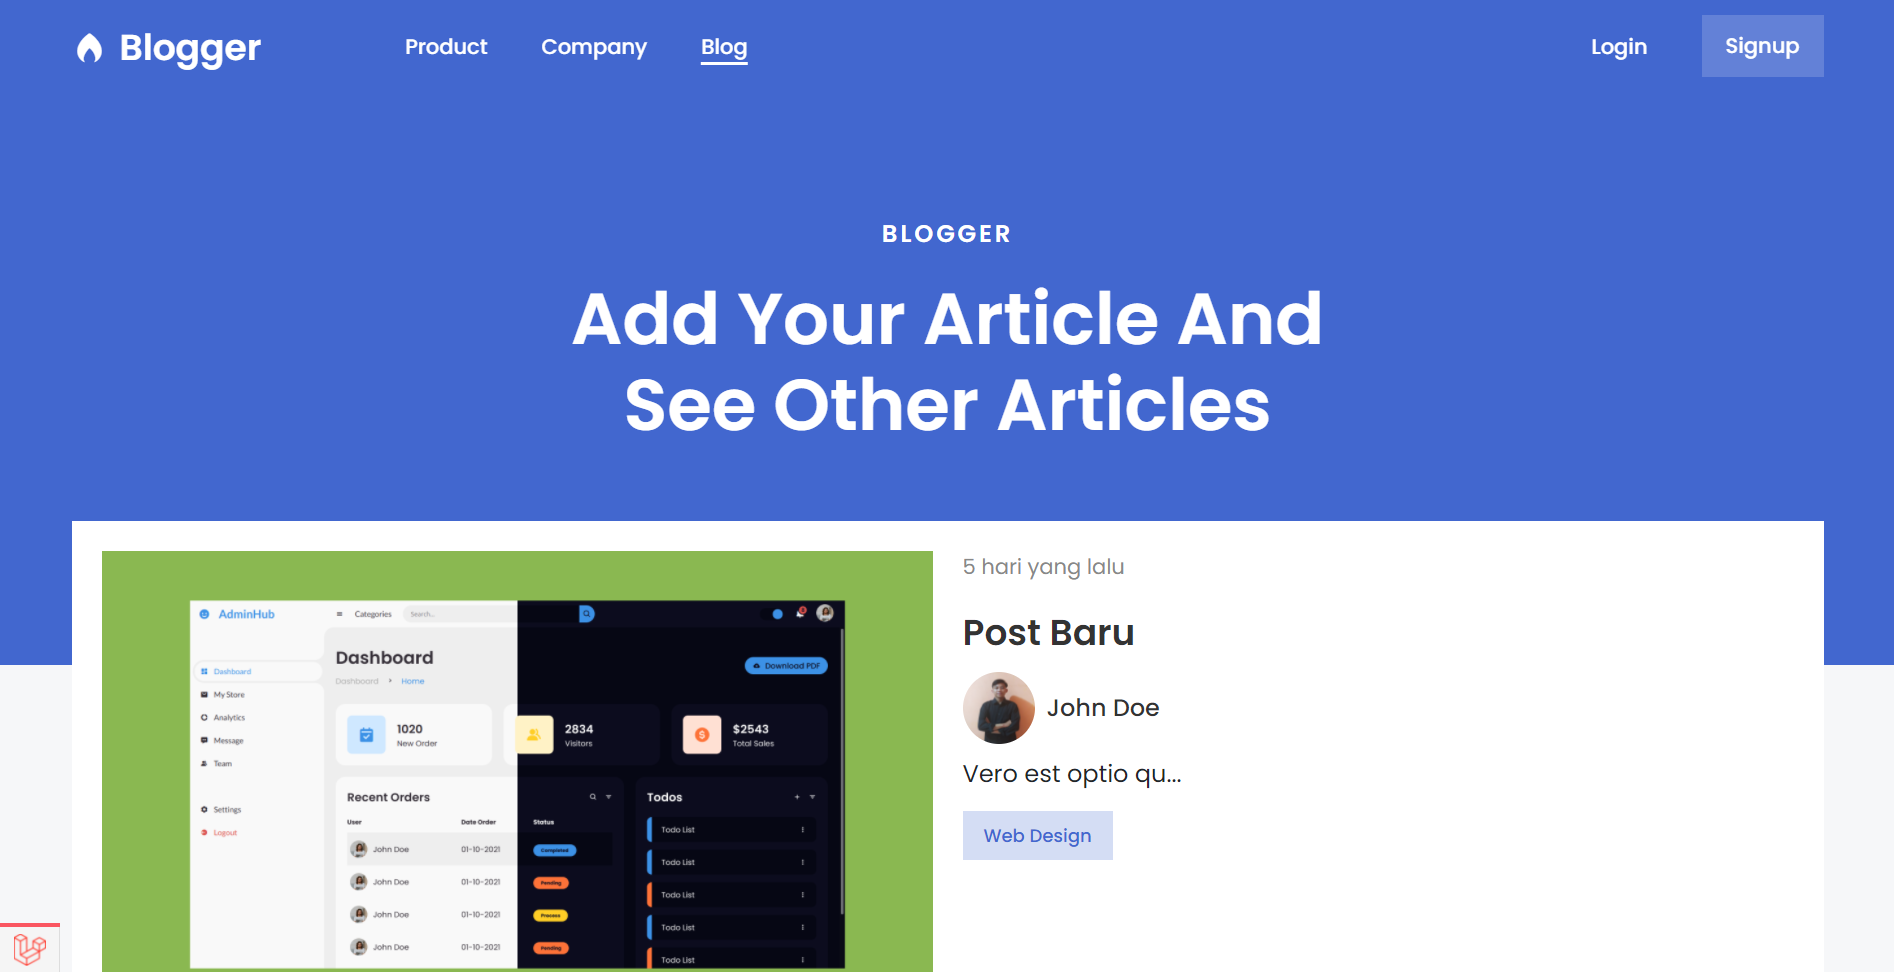 Blogger
Product
Company
Blog
Login
Signup
BLOGGER
Add Your Article And
See Other Articles
AdminHub
Categories
Search...
Dashboard
My Store
Analytics
Message
Team
Settings
Logout
Dashboard
Dashboard > Home
Download PDF
1020
New Order
2834
Visitors
$2543
Total Sales
Recent Orders
User Date Order Status
John Doe 01-10-2021 Completed
John Doe 01-10-2021 Pending
John Doe 01-10-2021 Process
John Doe 01-10-2021 Pending
Todos
Todo List
Todo List
Todo List
Todo List
Todo List
5 hari yang lalu
Post Baru
John Doe
Vero est optio qu...
Web Design